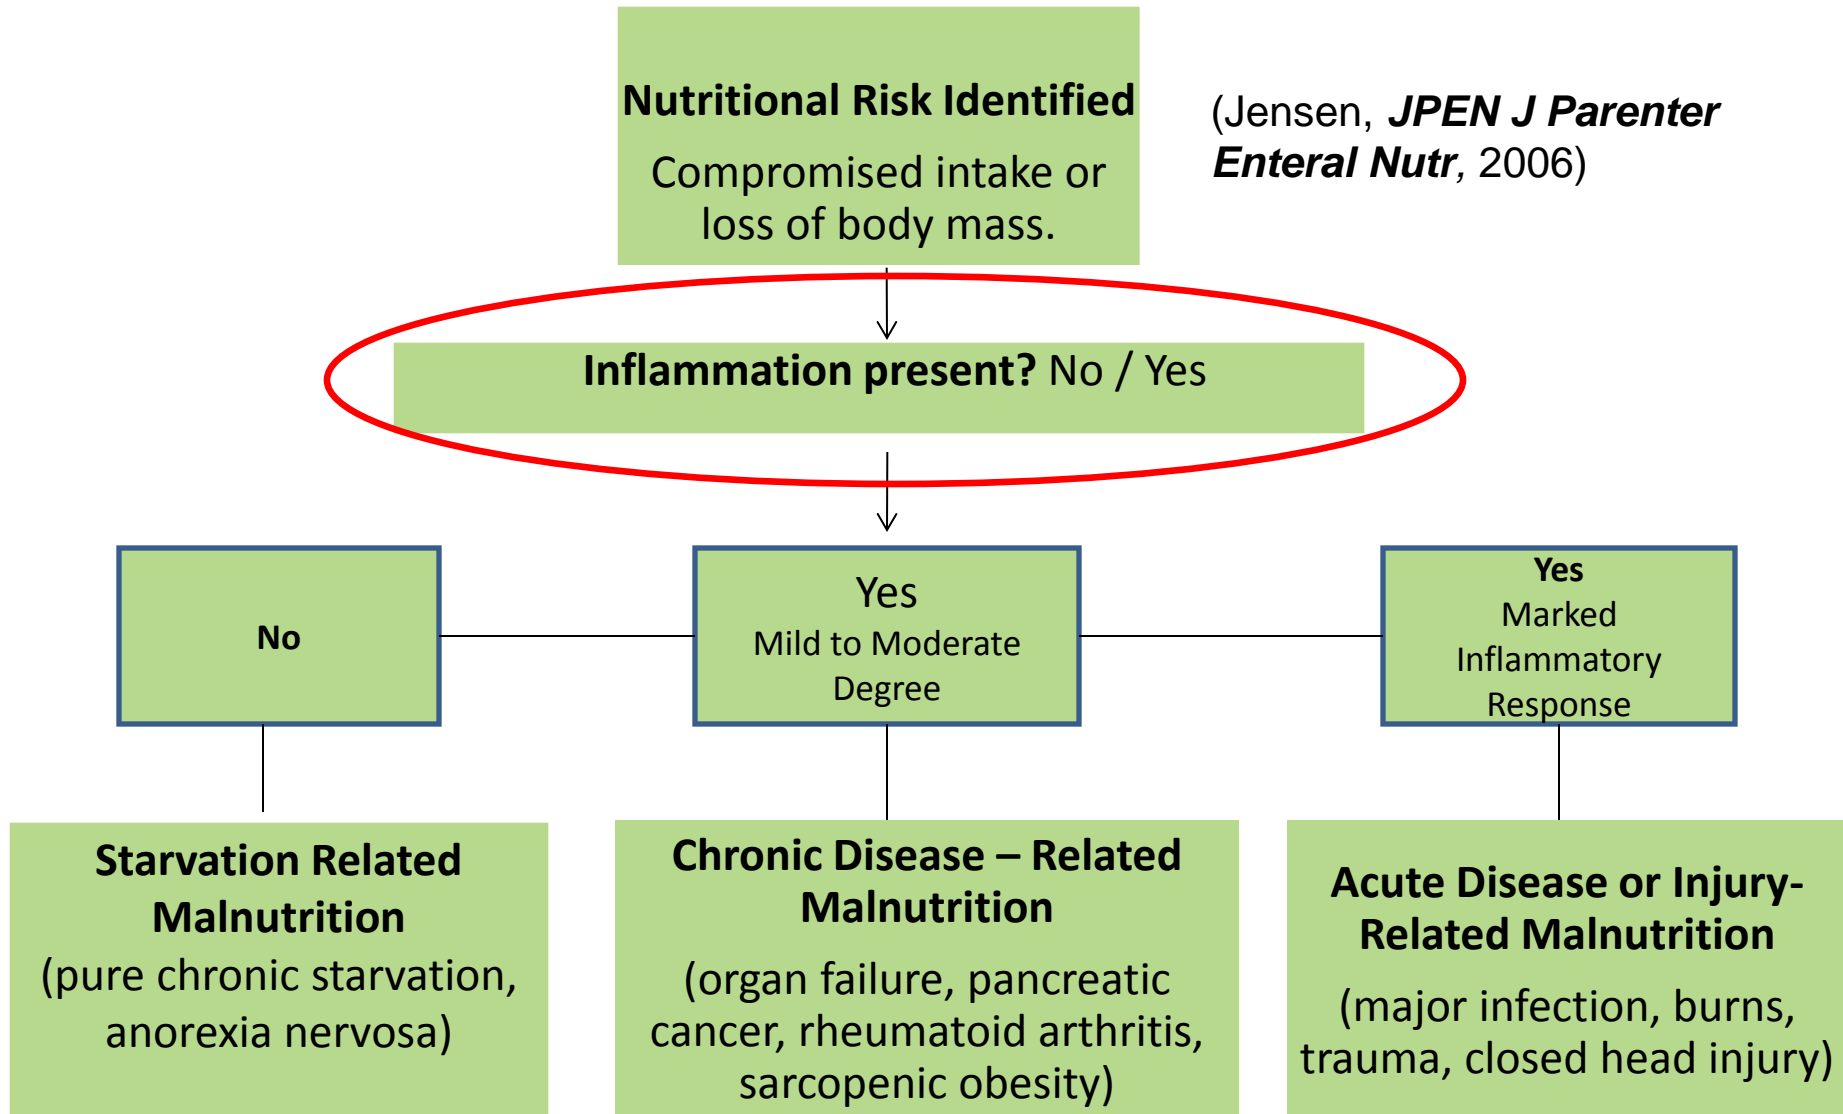 Nutritional Risk Identified
Compromised intake or
loss of body mass.
(Jensen, JPEN J Parenter
Enteral Nutr, 2006)
Inflammation present? No / Yes
No
Yes
Mild to Moderate
Degree
Yes
Marked
Inflammatory
Response
Starvation Related
Malnutrition
(pure chronic starvation,
anorexia nervosa)
Chronic Disease – Related
Malnutrition
(organ failure, pancreatic
cancer, rheumatoid arthritis,
sarcopenic obesity)
Acute Disease or Injury-
Related Malnutrition
(major infection, burns,
trauma, closed head injury)